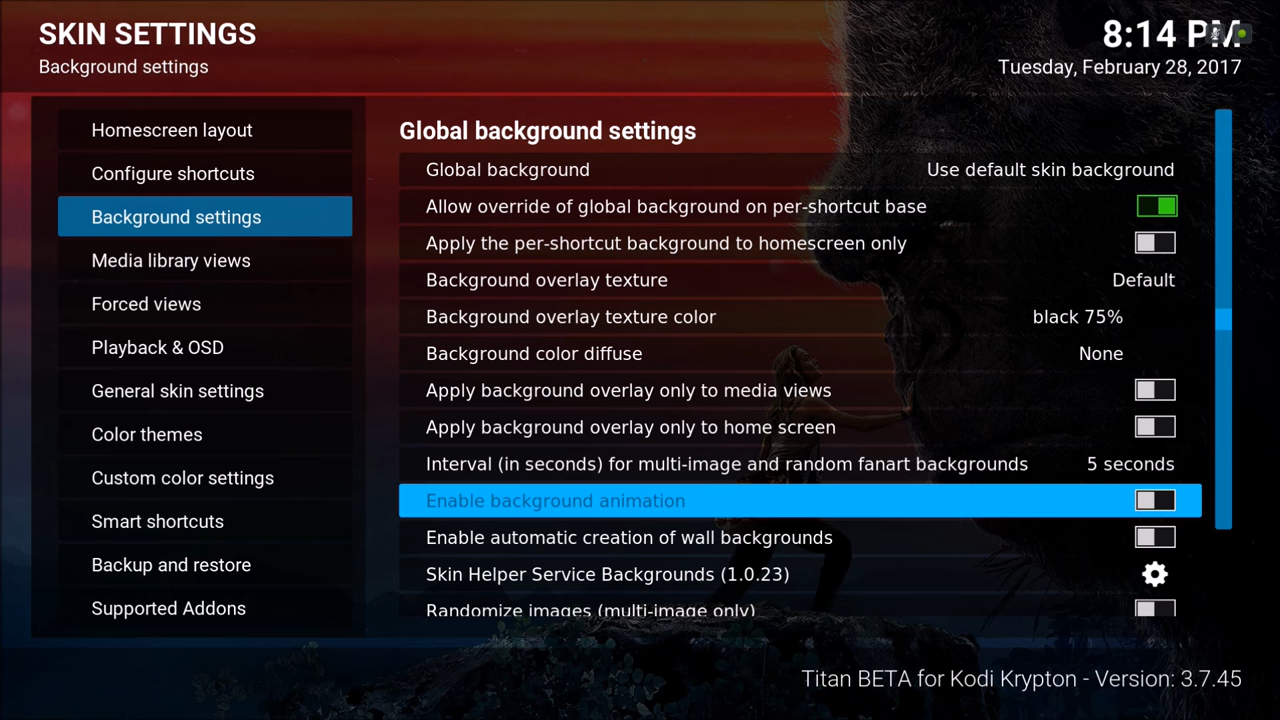 SKIN SETTINGS
Background settings
8:14 PM
Tuesday, February 28, 2017
Homescreen layout
Configure shortcuts
Background settings
Media library views
Forced views
Playback & OSD
General skin settings
Color themes
Custom color settings
Smart shortcuts
Backup and restore
Supported Addons
Global background settings
Global background Use default skin background
Allow override of global background on per-shortcut base
Apply the per-shortcut background to homescreen only
Background overlay texture Default
Background overlay texture color black 75%
Background color diffuse None
Apply background overlay only to media views
Apply background overlay only to home screen
Interval (in seconds) for multi-image and random fanart backgrounds 5 seconds
Enable background animation
Enable automatic creation of wall backgrounds
Skin Helper Service Backgrounds (1.0.23)
Randomize images (multi-image only)
Titan BETA for Kodi Krypton - Version: 3.7.45